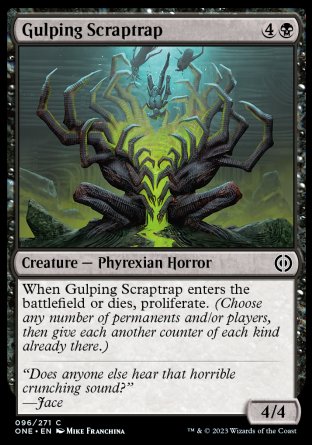 Gulping Scraptrap 4
Creature — Phyrexian Horror
When Gulping Scraptrap enters the
battlefield or dies, proliferate. (Choose
any number of permanents and/or players,
then give each another counter of each kind
already there.)
“Does anyone else hear that horrible
crunching sound?”
—Jace
4/4
096/271 C
ONE • EN Mike Franchina
™ & © 2023 Wizards of the Coast